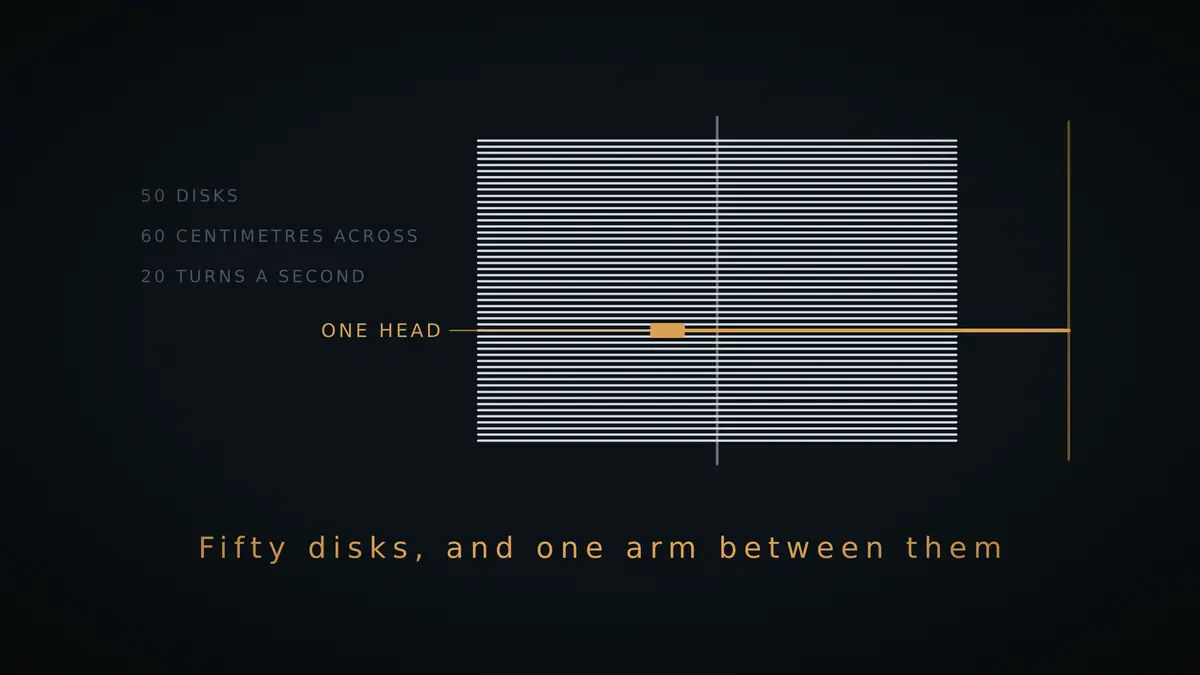 50 DISKS
60 CENTIMETRES ACROSS
20 TURNS A SECOND
ONE HEAD
Fifty disks, and one arm between them